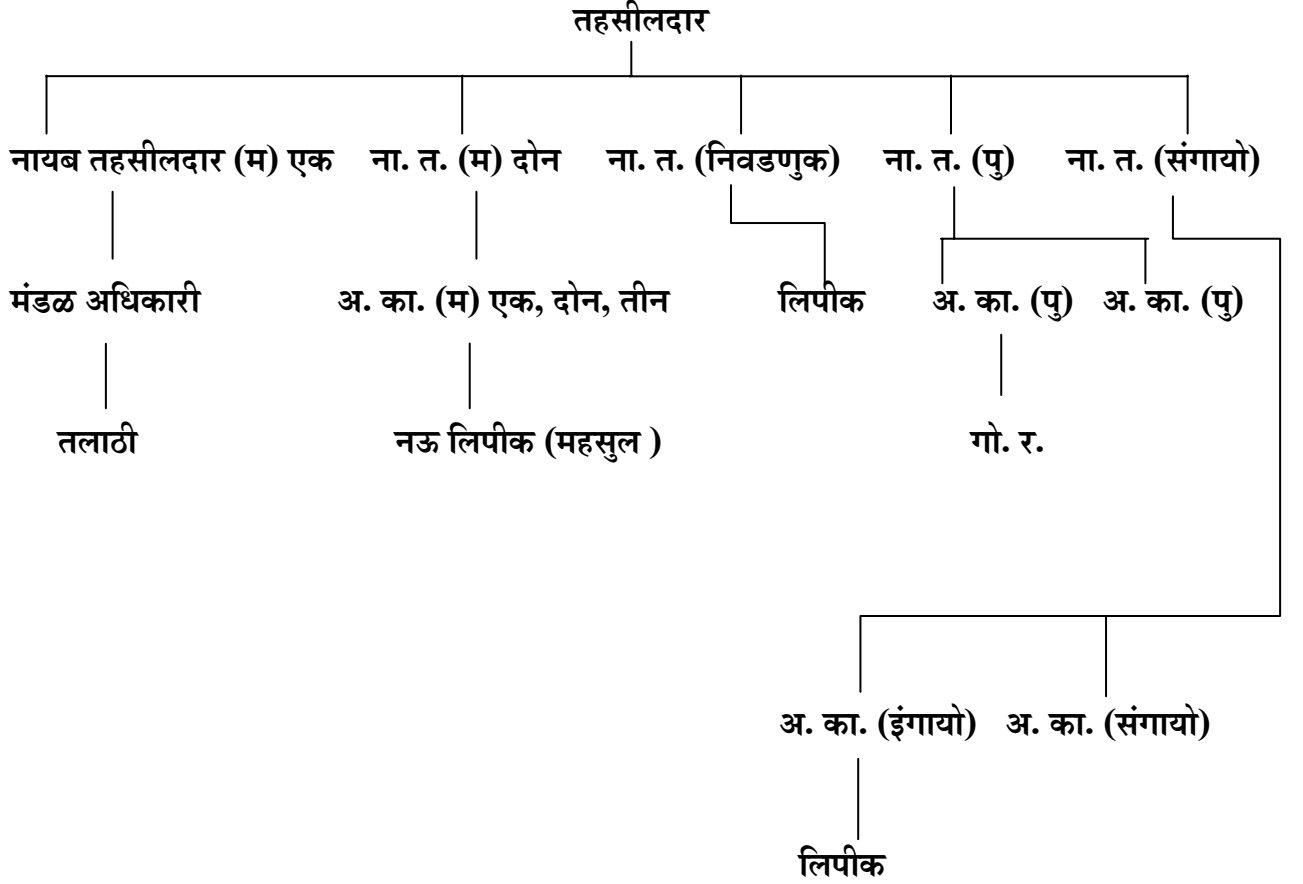 तहसीलदार
नायब तहसीलदार (म) एक ना. त. (म) दोन ना. त. (निवडणुक) ना. त. (पु) ना. त. (संगायो)
मंडळ अधिकारी अ. का. (म) एक, दोन, तीन लिपीक अ. का. (पु) अ. का. (पु)
तलाठी नऊ लिपीक (महसुल ) गो. र.
अ. का. (इंगायो) अ. का. (संगायो)
लिपीक